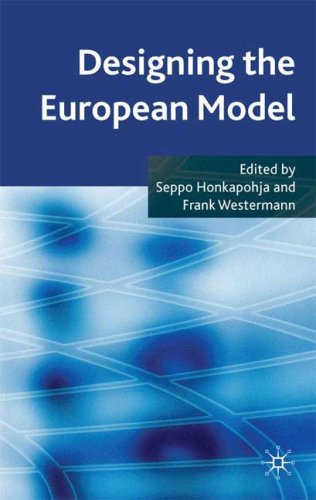 Designing the
European Model
Edited by
Seppo Honkapohja and
Frank Westermann